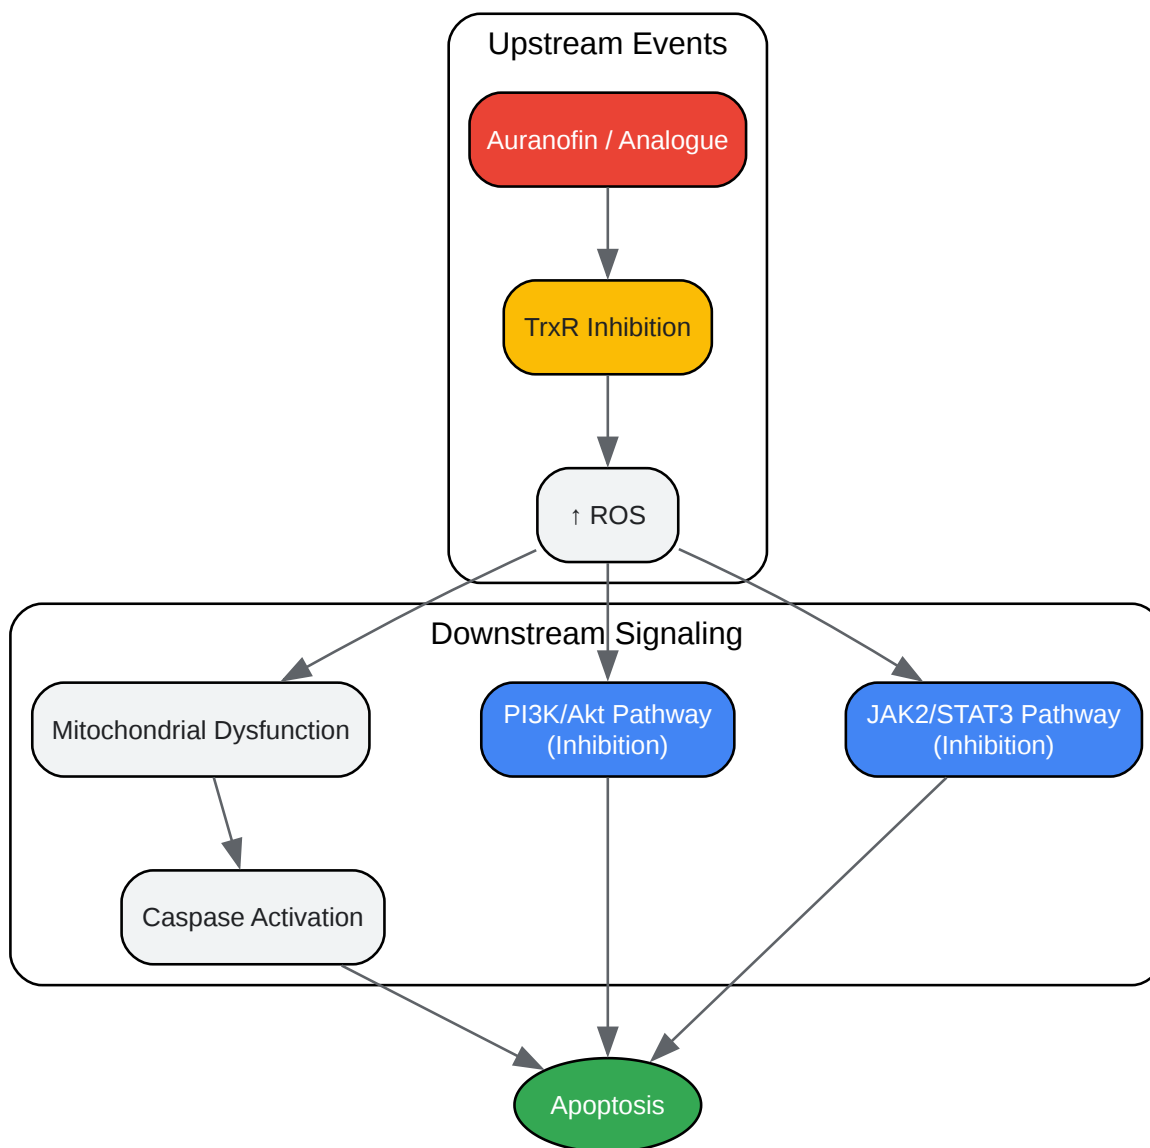 Upstream Events
Auranofin / Analogue
TrxR Inhibition
↑ ROS
Downstream Signaling
Mitochondrial Dysfunction
PI3K/Akt Pathway
(Inhibition)
JAK2/STAT3 Pathway
(Inhibition)
Caspase Activation
Apoptosis